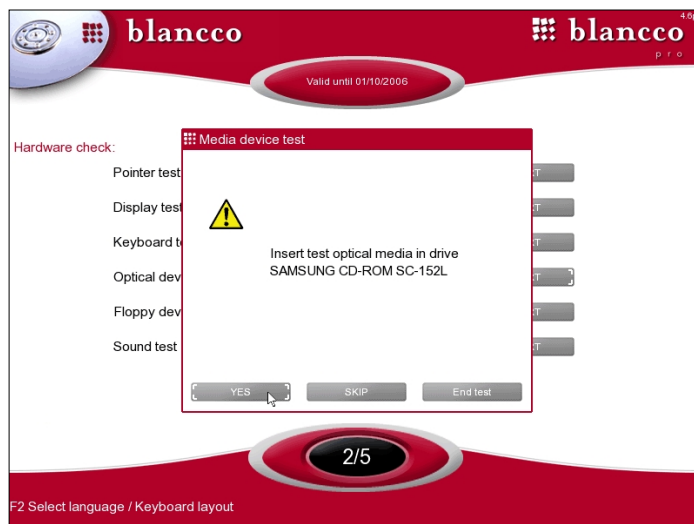 4.6
blancco
blancco
pro
Valid until 01/10/2006
Hardware check:
Media device test
Pointer test
Display test
Keyboard
Optical
Floppy
Sound test
Insert test optical media in drive
SAMSUNG CD-ROM SC-152L
YES
SKIP
End test
2/5
F2 Select language / Keyboard layout